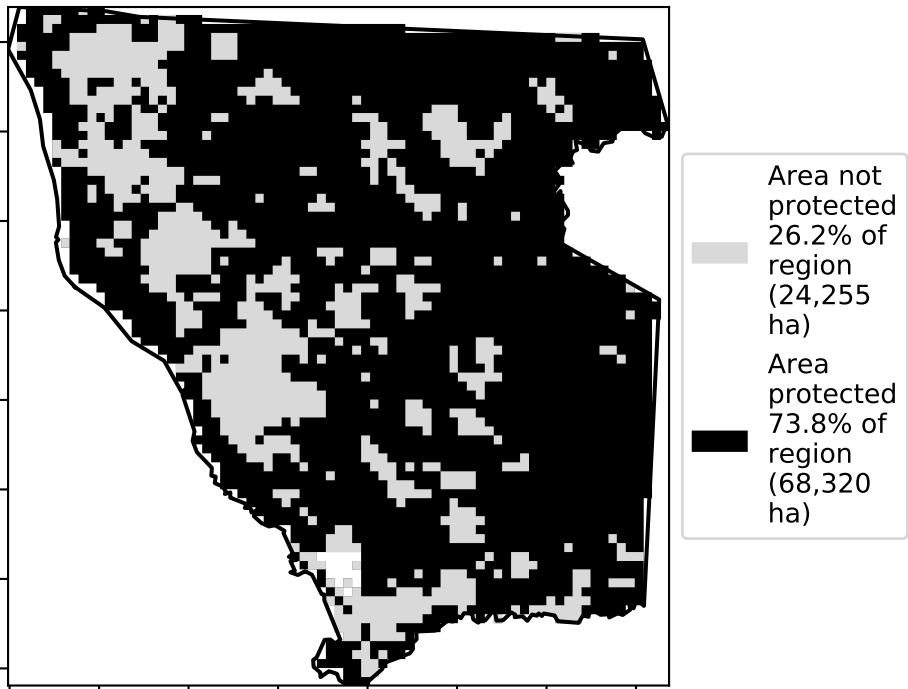 Area not
protected
26.2% of
region
(24,255
ha)
Area
protected
73.8% of
region
(68,320
ha)